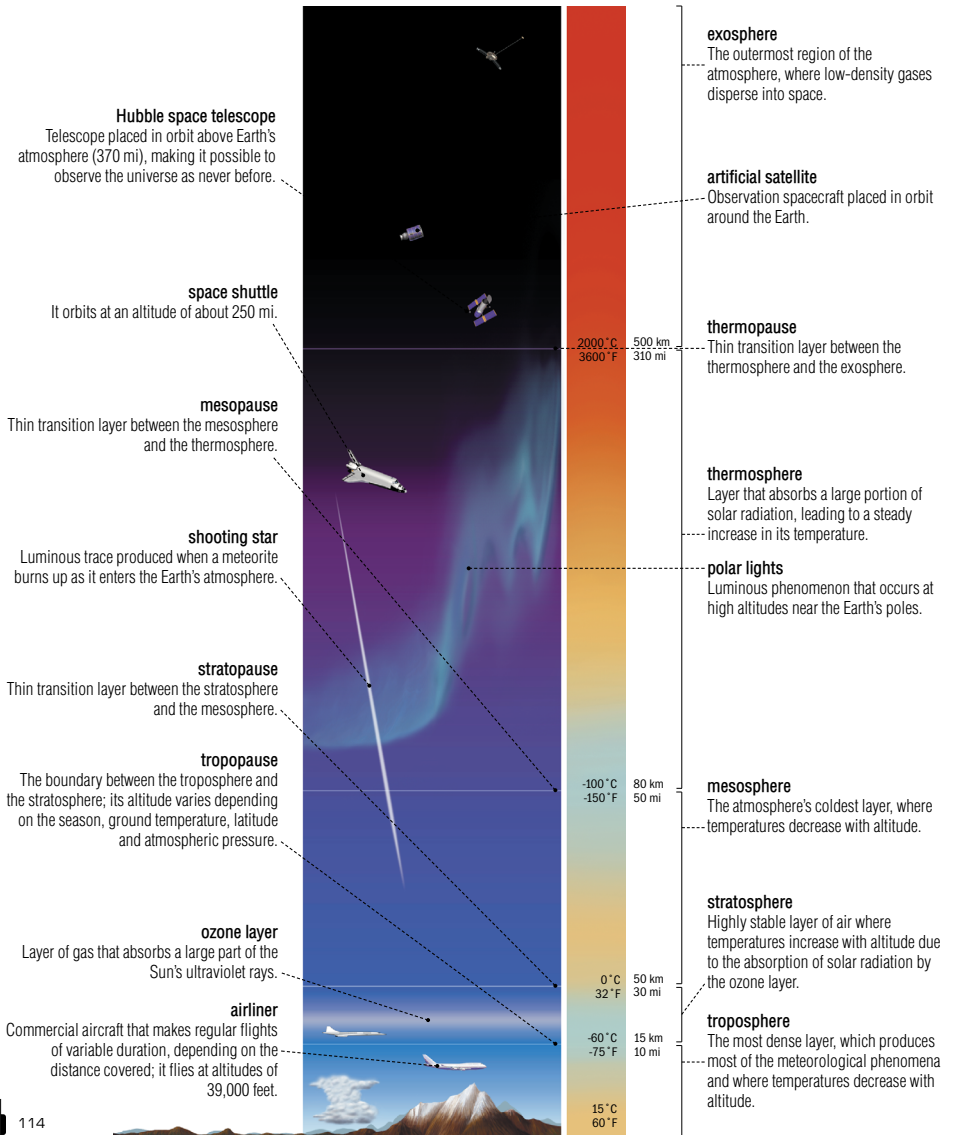 Hubble space telescope
Telescope placed in orbit above Earth's
atmosphere (370 mi), making it possible to
observe the universe as never before.
space shuttle
It orbits at an altitude of about 250 mi.
mesopause
Thin transition layer between the mesosphere
and the thermosphere.
shooting star
Luminous trace produced when a meteorite
burns up as it enters the Earth's atmosphere.
stratopause
Thin transition layer between the stratosphere
and the mesosphere.
tropopause
The boundary between the troposphere and
the stratosphere; its altitude varies depending
on the season, ground temperature, latitude
and atmospheric pressure.
ozone layer
Layer of gas that absorbs a large part of the
Sun's ultraviolet rays.
airliner
Commercial aircraft that makes regular flights
of variable duration, depending on the
distance covered; it flies at altitudes of
39,000 feet.
114
2000˚C 500 km
3600˚F 310 mi
-100˚C 80 km
-150˚F 50 mi
0˚C 50 km
32˚F 30 mi
-60˚C 15 km
-75˚F 10 mi
15˚C
60˚F
exosphere
The outermost region of the
atmosphere, where low-density gases
disperse into space.
artificial satellite
Observation spacecraft placed in orbit
around the Earth.
thermopause
Thin transition layer between the
thermosphere and the exosphere.
thermosphere
Layer that absorbs a large portion of
solar radiation, leading to a steady
increase in its temperature.
polar lights
Luminous phenomenon that occurs at
high altitudes near the Earth's poles.
mesosphere
The atmosphere's coldest layer, where
temperatures decrease with altitude.
stratosphere
Highly stable layer of air where
temperatures increase with altitude due
to the absorption of solar radiation by
the ozone layer.
troposphere
The most dense layer, which produces
most of the meteorological phenomena
and where temperatures decrease with
altitude.